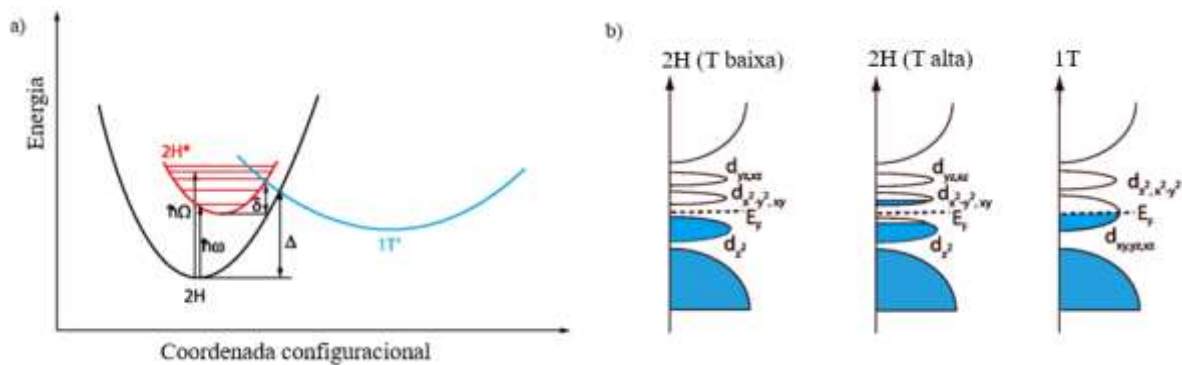 a)
Energia
2H*
ħΩ
ħω
δ
Δ
1T'
2H
Coordenada configuracional
b)
2H (T baixa)
d_yz,xz
d_x²-y², xy
E_F
d_z²
2H (T alta)
d_yz,xz
d_x²-y², xy
E_F
d_z²
1T
d_z²,x²-y²
E_F
d_xy,yz,xz